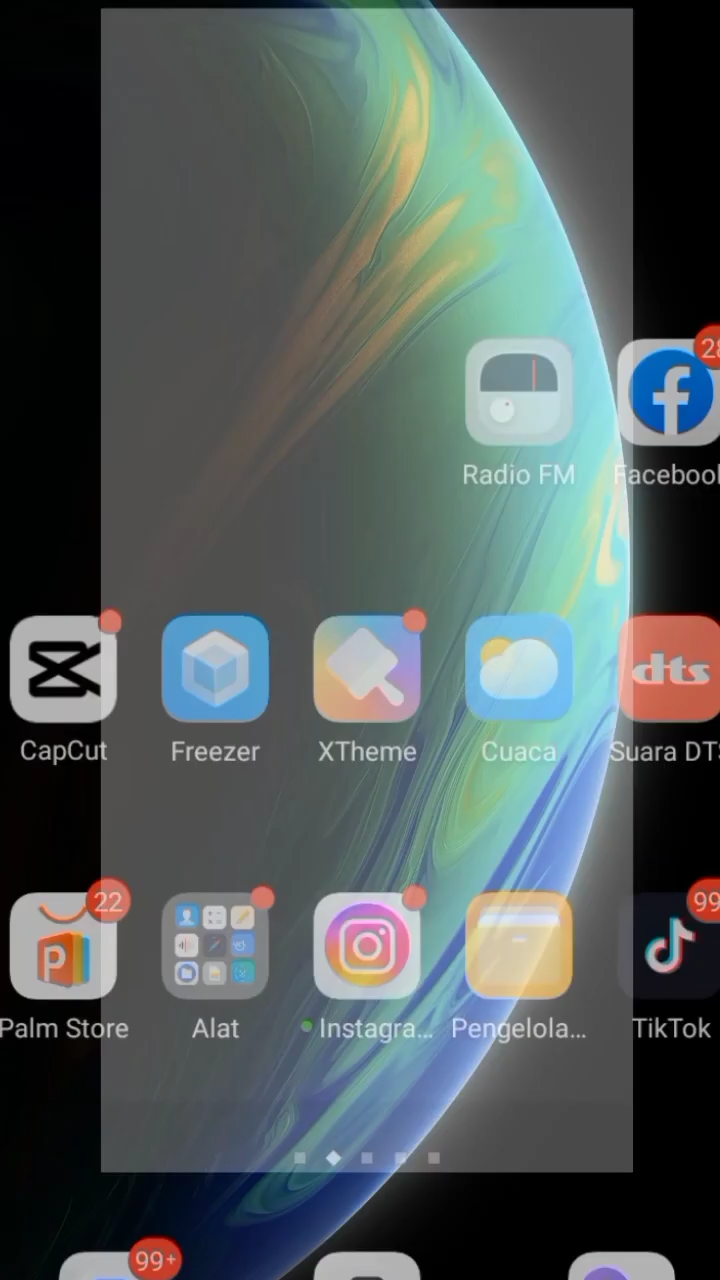 28
Radio FM
Facebook
dts
CapCut
Freezer
XTheme
Cuaca
Suara DTS
22
P
99
Palm Store
Alat
Instagra...
Pengelola...
TikTok
99+